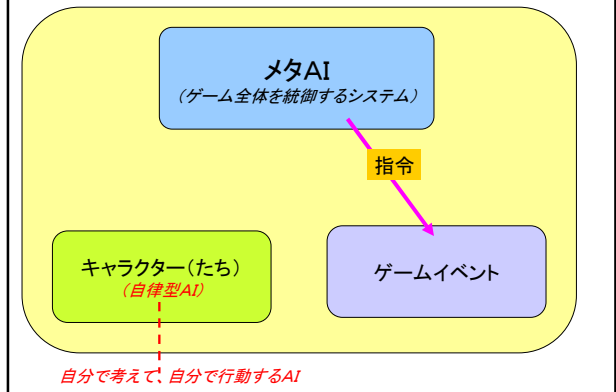 メタAI
(ゲーム全体を統御するシステム)
指令
キャラクター(たち)
(自律型AI)
ゲームイベント
自分で考えて、自分で行動するAI